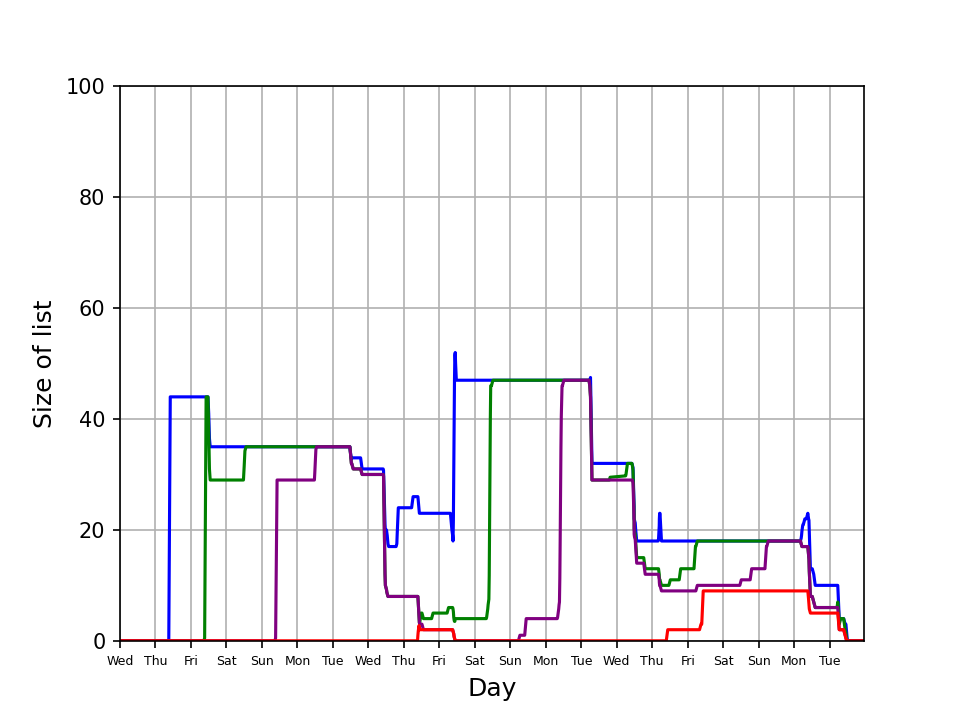 100
80
60
40
20
0
Size of list
Wed Thu Fri Sat Sun Mon Tue Wed Thu Fri Sat Sun Mon Tue Wed Thu Fri Sat Sun Mon Tue
Day